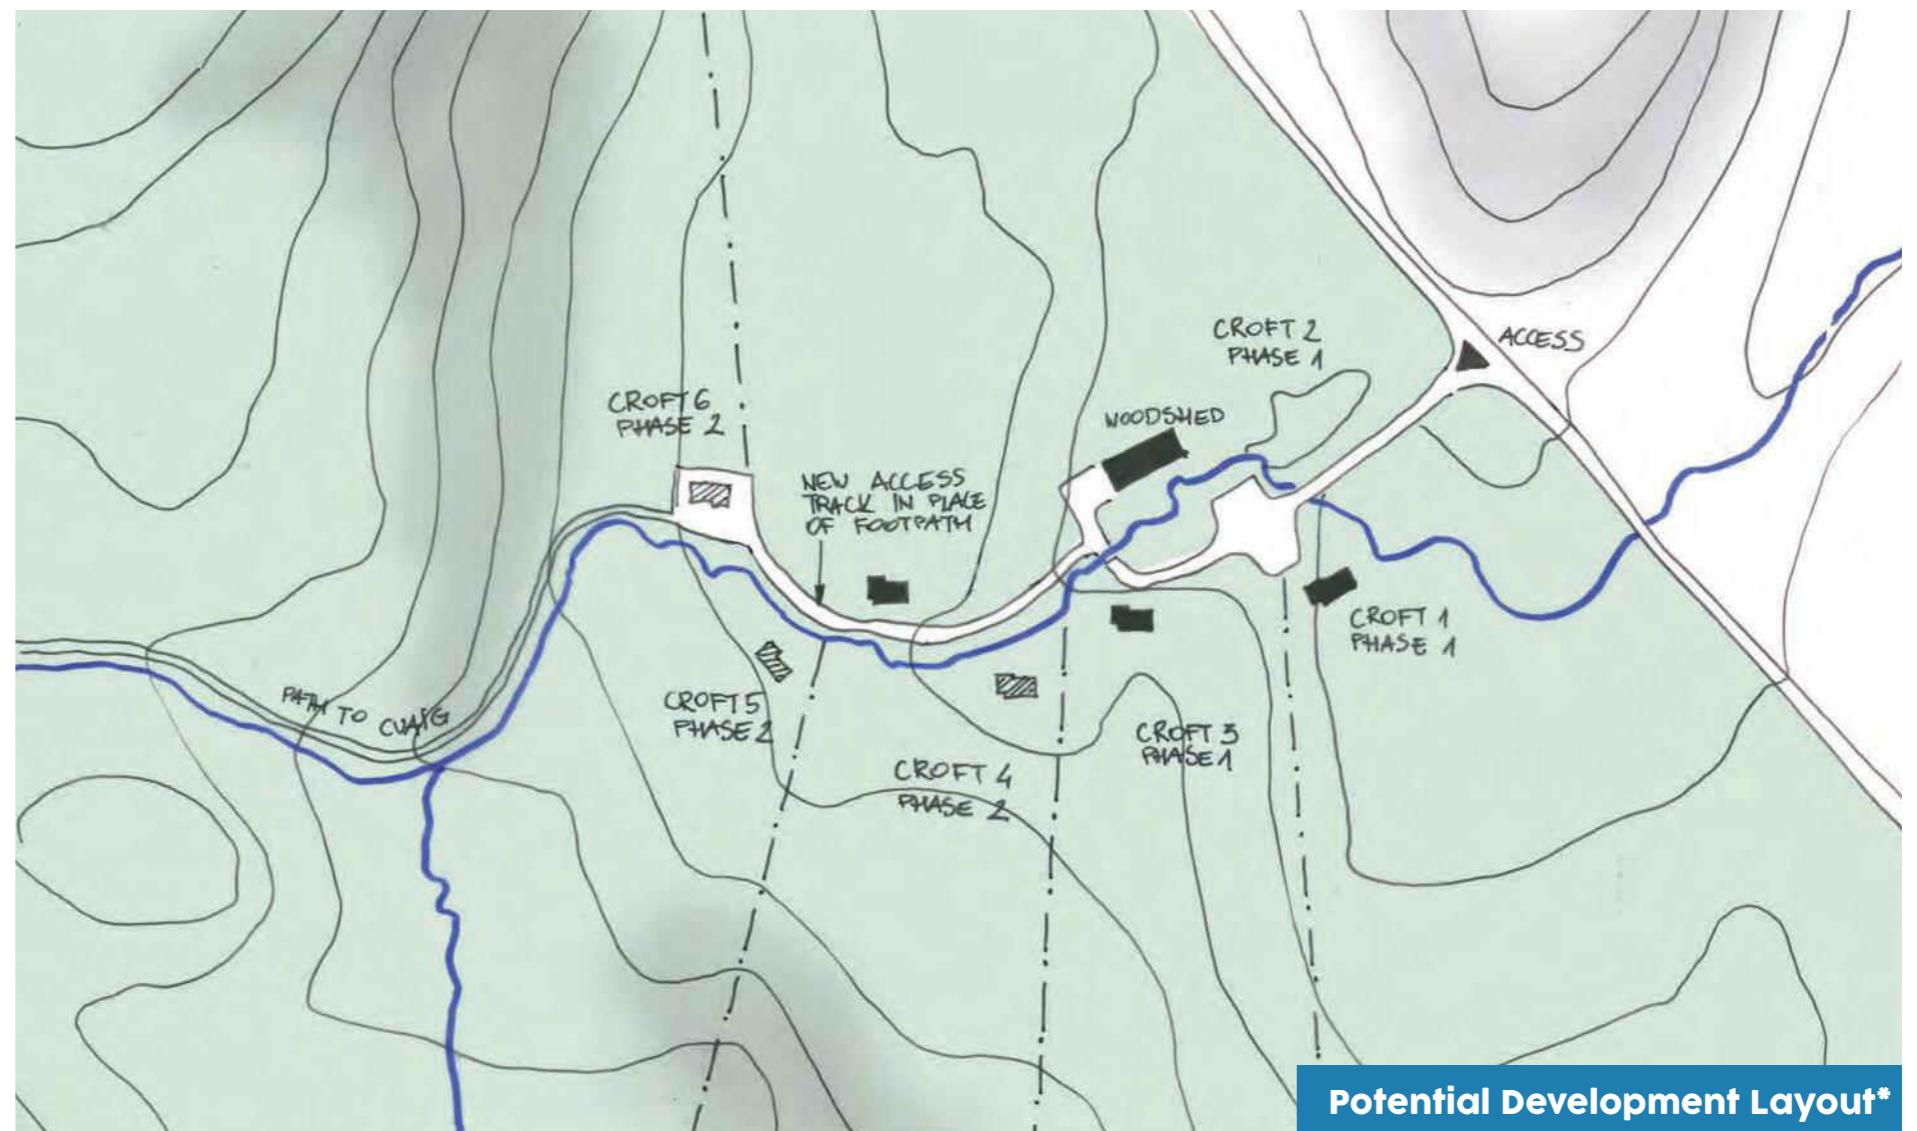 CROFT 2
PHASE 1
ACCESS
WOODSHED
CROFT 6
PHASE 2
NEW ACCESS
TRACK IN PLACE
OF FOOTPATH
CROFT 1
PHASE 1
PATH TO CUAIG
CROFT 5
PHASE 2
CROFT 3
PHASE 1
CROFT 4
PHASE 2
Potential Development Layout*